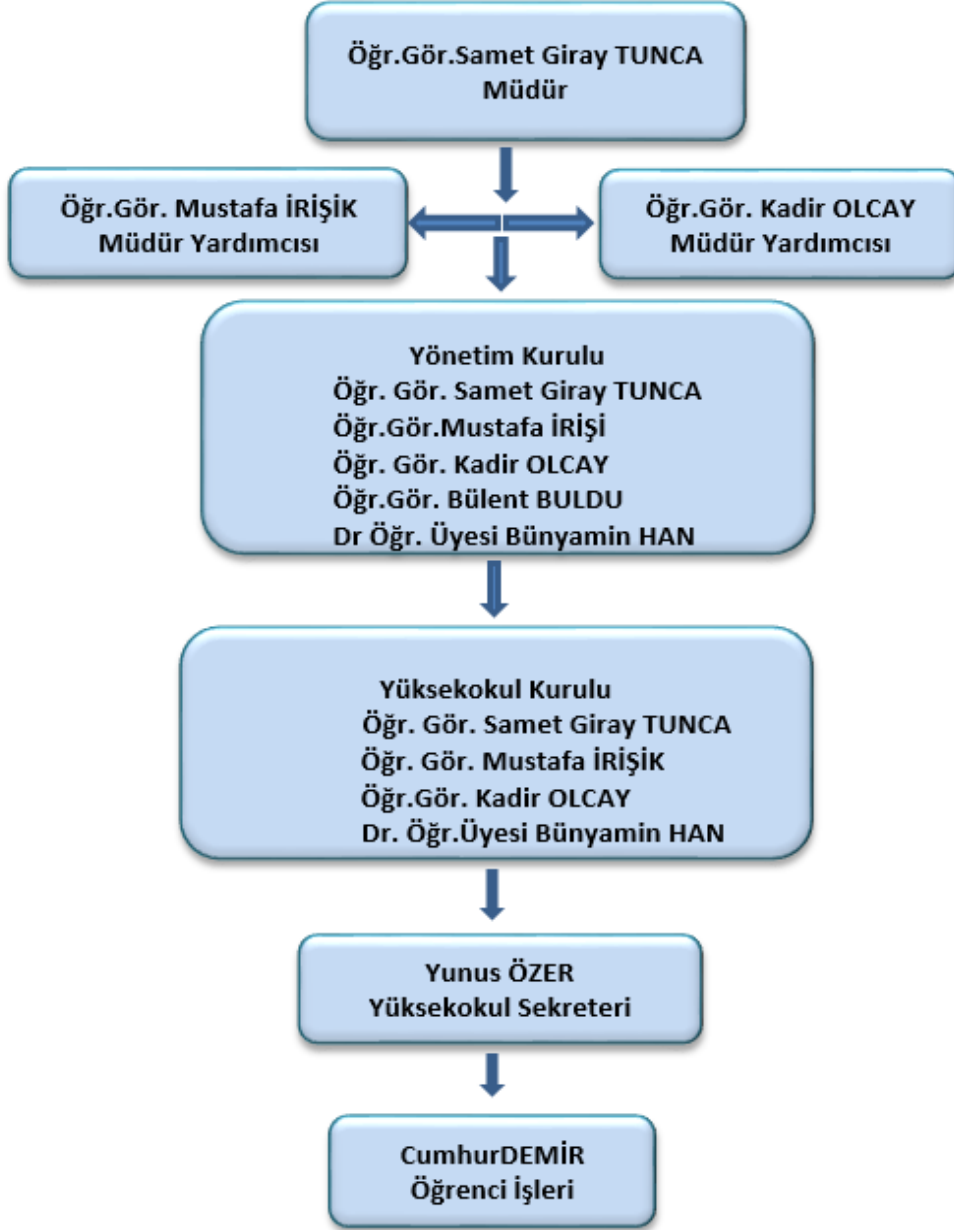 Öğr.Gör.Samet Giray TUNCA
Müdür
Öğr.Gör. Mustafa İRİŞİK
Müdür Yardımcısı
Öğr.Gör. Kadir OLCAY
Müdür Yardımcısı
Yönetim Kurulu
Öğr. Gör. Samet Giray TUNCA
Öğr.Gör.Mustafa İRİŞİ
Öğr. Gör. Kadir OLCAY
Öğr.Gör. Bülent BULDU
Dr Öğr. Üyesi Bünyamin HAN
Yüksekokul Kurulu
Öğr. Gör. Samet Giray TUNCA
Öğr. Gör. Mustafa İRİŞİK
Öğr.Gör. Kadir OLCAY
Dr. Öğr.Üyesi Bünyamin HAN
Yunus ÖZER
Yüksekokul Sekreteri
CumhurDEMİR
Öğrenci İşleri